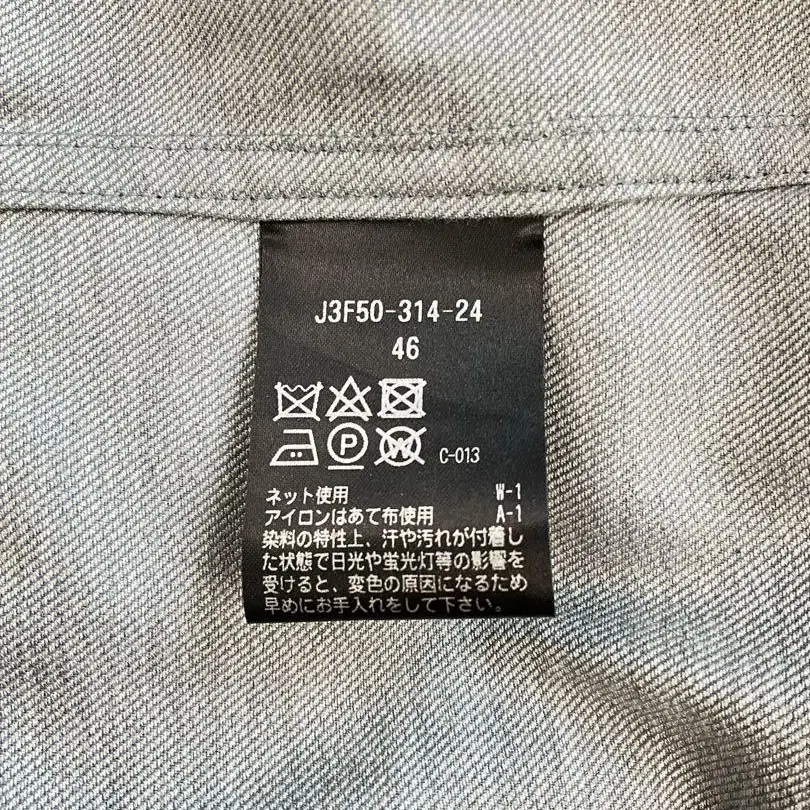 J3F50-314-24
46
P W C-013
ネット使用 W-1
アイロンはあて布使用 A-1
染料の特性上、汗や汚れが付着し
た状態で日光や蛍光灯等の影響を
受けると、変色の原因になるため
早めにお手入れをして下さい。